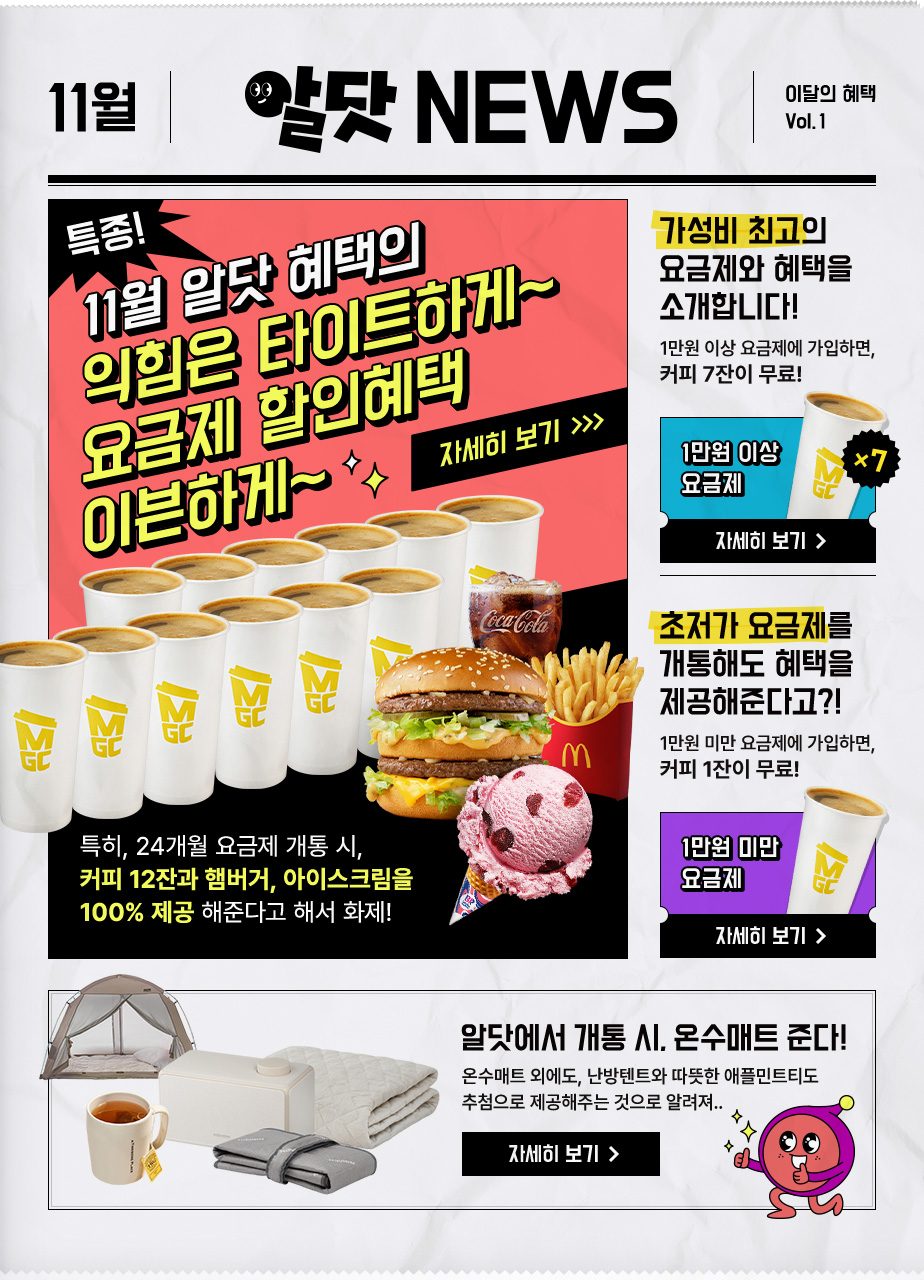 11월
알닷 NEWS
이달의 혜택
Vol.1
특종!
11월 알닷 혜택의
익힘은 타이트하게~
요금제 할인혜택
이븐하게~
자세히 보기 >>>
MGC
MGC
MGC
MGC
MGC
Coca-Cola
특히, 24개월 요금제 개통 시,
커피 12잔과 햄버거, 아이스크림을
100% 제공 해준다고 해서 화제!
가성비 최고의
요금제와 혜택을
소개합니다!
1만원 이상 요금제에 가입하면,
커피 7잔이 무료!
1만원 이상
요금제
MGC
×7
자세히 보기 >
초저가 요금제를
개통해도 혜택을
제공해준다고?!
1만원 미만 요금제에 가입하면,
커피 1잔이 무료!
1만원 미만
요금제
MGC
자세히 보기 >
알닷에서 개통 시, 온수매트 준다!
온수매트 외에도, 난방텐트와 따뜻한 애플민트티도
추첨으로 제공해주는 것으로 알려져..
자세히 보기 >